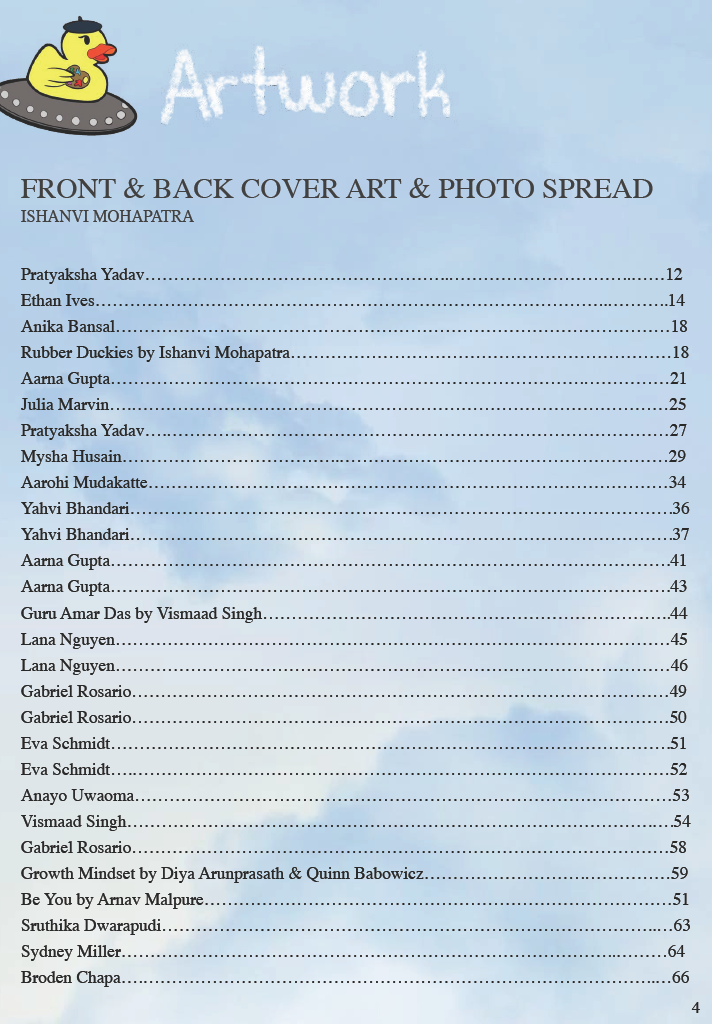 Artwork
FRONT & BACK COVER ART & PHOTO SPREAD
ISHANVI MOHAPATRA
Pratyaksha Yadav……………………………………………..…………………………..……12
Ethan Ives……………………………………………………………………………..………..14
Anika Bansal……………………………………………………………………………………18
Rubber Duckies by Ishanvi Mohapatra…………………………………………………………18
Aarna Gupta…………………………………………………………………………..…………21
Julia Marvin…..…………………………………………………………………………………25
Pratyaksha Yadav…..……………………………………………………………………………27
Mysha Husain……………………………………………………………………………………29
Aarohi Mudakatte………………………………………………………………………………34
Yahvi Bhandari…………………………………………………………………………………36
Yahvi Bhandari…………………………………………………………………………………37
Aarna Gupta……………………………………………………………………………………41
Aarna Gupta……………………………………………………………………………………43
Guru Amar Das by Vismaad Singh……………………………………………………………..44
Lana Nguyen……………………………………………………………………………………45
Lana Nguyen……………………………………………………………………………………46
Gabriel Rosario…………………………………………………………………………………49
Gabriel Rosario…………………………………………………………………………………50
Eva Schmidt……………………………………………………………………………………..51
Eva Schmidt…..…………………………………………………………………………………52
Anayo Uwaoma…………………………………………………………………………………53
Vismaad Singh………………………………………………………………………………..…54
Gabriel Rosario…………………………………………………………………………………58
Growth Mindset by Diya Arunprasath & Quinn Babowicz……………………………………59
Be You by Arnav Malpure………………………………………………………………………51
Sruthika Dwarapudi…………………………………………………………………………..…63
Sydney Miller………………………………………………………………………..………64
Broden Chapa…..…………………………………………………………………………..…66
4